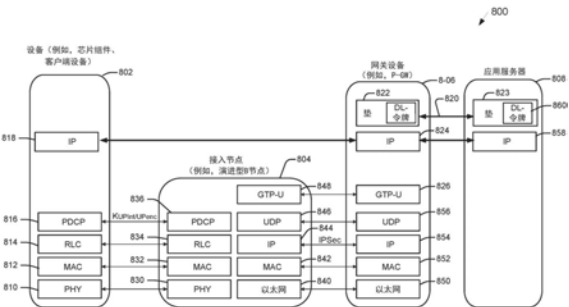 800
设备（例如，芯片组件、
客户端设备）
802
网关设备
（例如，P-GW）
8-06
应用服务器
808
822
820
823
垫
DL-
令牌
垫
DL-
令牌
860
818
IP
IP
824
IP
858
接入节点
（例如，演进型B节点）
804
GTP-U
848
GTP-U
826
816
PDCP
KUPint/UPenc
836
PDCP
UDP
846
UDP
856
814
RLC
834
RLC
IP
844
IPSec
IP
854
812
MAC
832
MAC
MAC
842
MAC
852
810
PHY
830
PHY
以太网
840
以太网
850